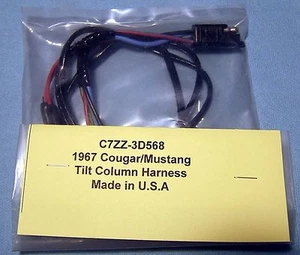 C7ZZ-3D568
1967 Cougar/Mustang
Tilt Column Harness
Made in U.S.A